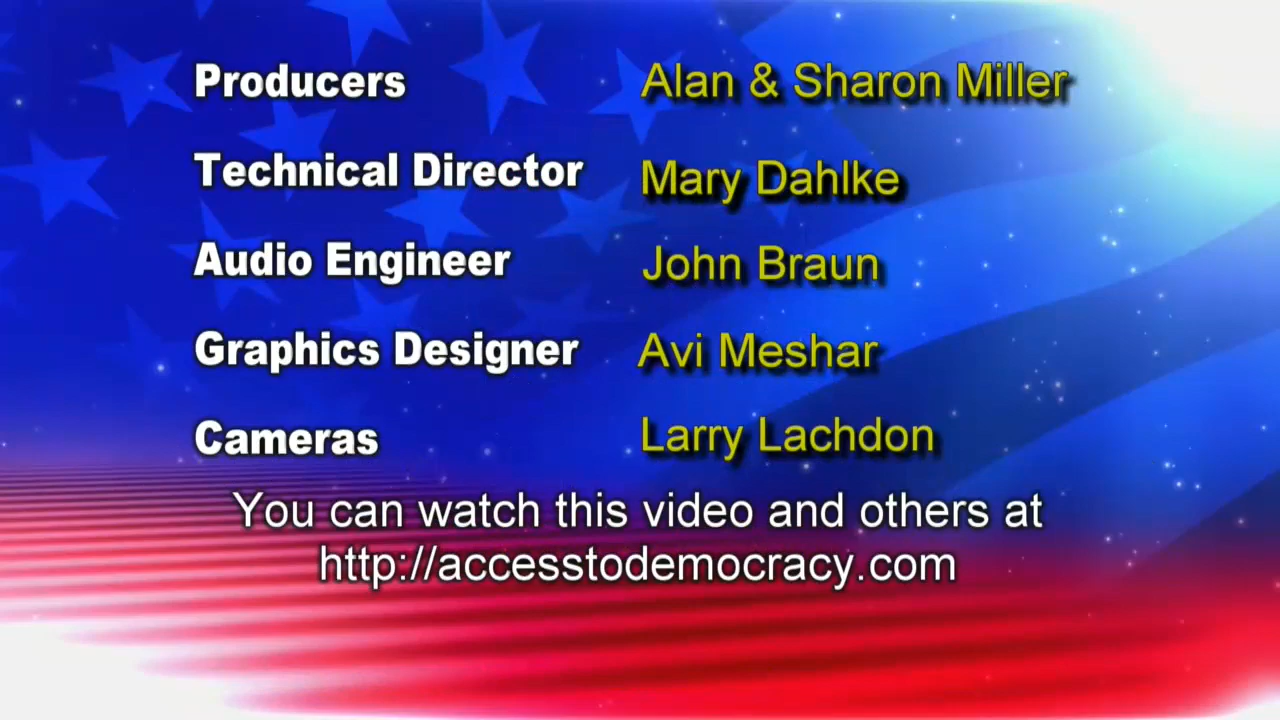 Producers Alan & Sharon Miller
Technical Director Mary Dahlke
Audio Engineer John Braun
Graphics Designer Avi Meshar
Cameras Larry Lachdon
You can watch this video and others at
http://accesstodemocracy.com